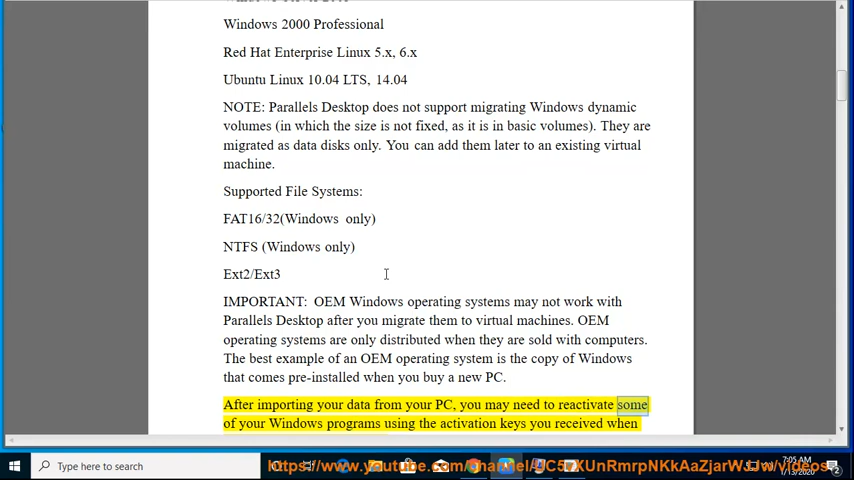 Windows 2000 Professional
Red Hat Enterprise Linux 5.x, 6.x
Ubuntu Linux 10.04 LTS, 14.04
NOTE: Parallels Desktop does not support migrating Windows dynamic
volumes (in which the size is not fixed, as it is in basic volumes). They are
migrated as data disks only. You can add them later to an existing virtual
machine.
Supported File Systems:
FAT16/32(Windows only)
NTFS (Windows only)
Ext2/Ext3
IMPORTANT: OEM Windows operating systems may not work with
Parallels Desktop after you migrate them to virtual machines. OEM
operating systems are only distributed when they are sold with computers.
The best example of an OEM operating system is the copy of Windows
that comes pre-installed when you buy a new PC.
After importing your data from your PC, you may need to reactivate some
of your Windows programs using the activation keys you received when
Type here to search
7:05 AM
1/13/2020
2